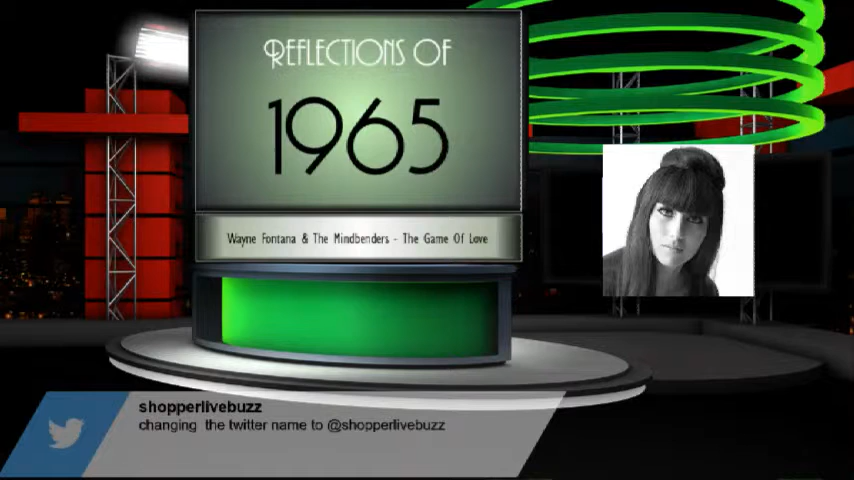 REFLECTIONS OF
1965
Wayne Fontana & The Mindbenders - The Game Of Love
shopperlivebuzz
changing the twitter name to @shopperlivebuzz